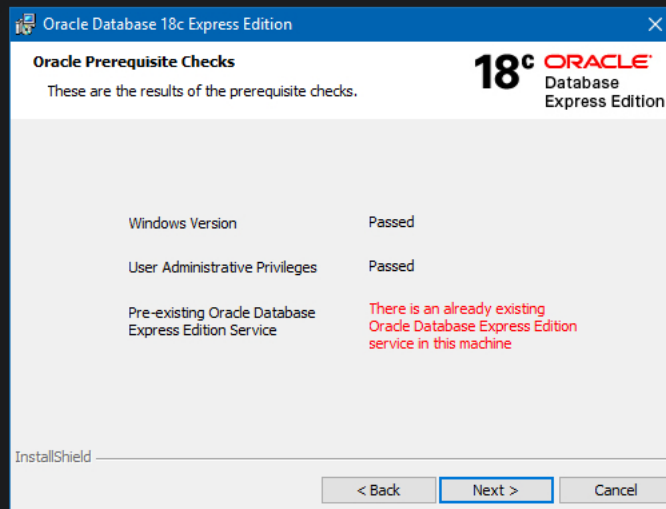 Oracle Database 18c Express Edition
Oracle Prerequisite Checks
These are the results of the prerequisite checks.
18c ORACLE
Database
Express Edition
Windows Version Passed
User Administrative Privileges Passed
Pre-existing Oracle Database
Express Edition Service
There is an already existing
Oracle Database Express Edition
service in this machine
InstallShield
< Back Next > Cancel